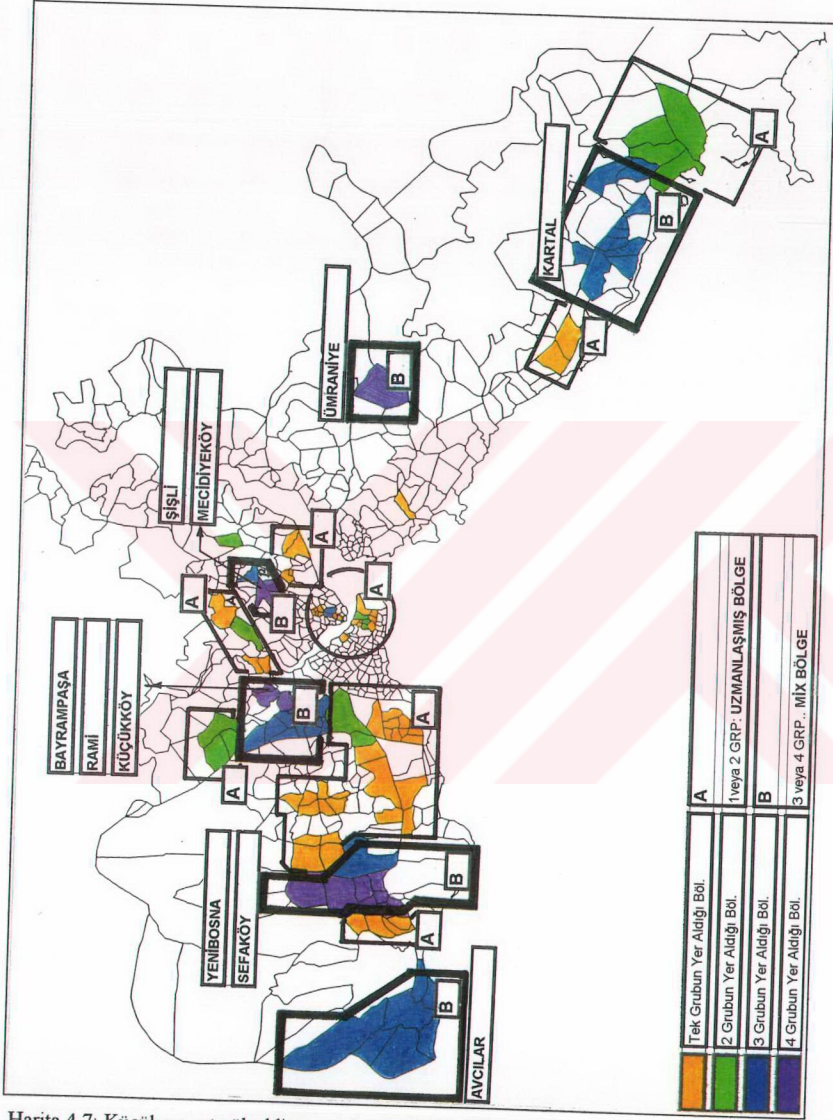 A
KARTAL
B
A
ÜMRANİYE
B
ŞİŞLİ
MECİDİYEKÖY
A
A
A
A
B
BAYRAMPAŞA
RAMİ
KÜÇÜKKÖY
B
A
A
YENİBOSNA
SEFAKÖY
B
A
AVCILAR
B
Tek Grubun Yer Aldığı Böl.
2 Grubun Yer Aldığı Böl.
3 Grubun Yer Aldığı Böl.
4 Grubun Yer Aldığı Böl.
A
1veya 2 GRP: UZMANLAŞMIŞ BÖLGE
B
3 veya 4 GRP.. MİX BÖLGE
Harita 4.7: Küçük